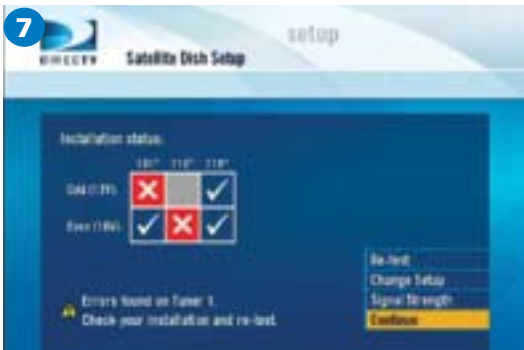 7
setup
DIRECTV
Satellite Dish Setup
Installation status:
101° 110° 119°
Odd (13V)
Even (18V)
Re-test
Change Setup
Signal Strength
Continue
Errors found on Tuner 1.
Check your installation and re-test.